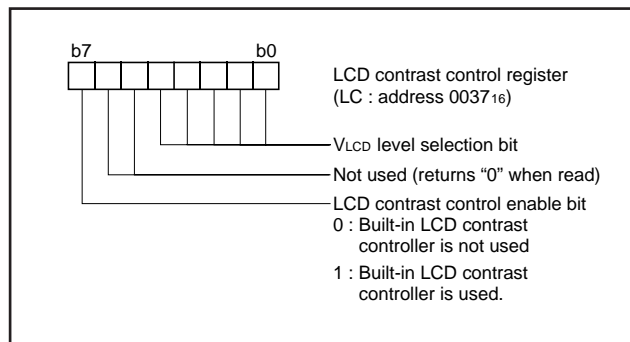 b7 b0
LCD contrast control register
(LC : address 003716)
VLCD level selection bit
Not used (returns “0” when read)
LCD contrast control enable bit
0 : Built-in LCD contrast
controller is not used
1 : Built-in LCD contrast
controller is used.